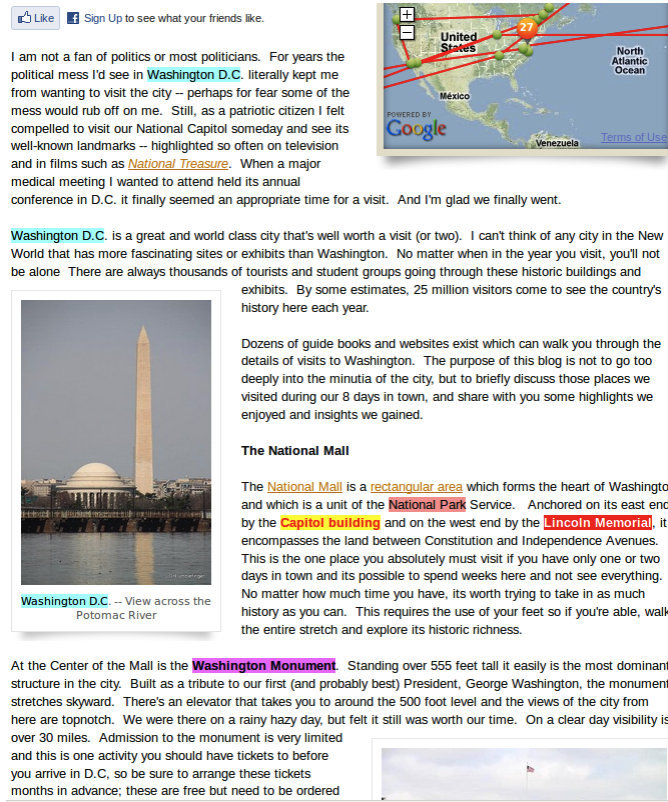 Like
Sign Up to see what your friends like.
I am not a fan of politics or most politicians. For years the
political mess I'd see in Washington D.C. literally kept me
from wanting to visit the city -- perhaps for fear some of the
mess would rub off on me. Still, as a patriotic citizen I felt
compelled to visit our National Capitol someday and see its
well-known landmarks -- highlighted so often on television
and in films such as National Treasure. When a major
medical meeting I wanted to attend held its annual
conference in D.C. it finally seemed an appropriate time for a visit. And I'm glad we finally went.
+
−
27
United
States
North
Atlantic
Ocean
México
POWERED BY
Google
Terms of Use
Venezuela
Washington D.C. is a great and world class city that's well worth a visit (or two). I can't think of any city in the New
World that has more fascinating sites or exhibits than Washington. No matter when in the year you visit, you'll not
be alone There are always thousands of tourists and student groups going through these historic buildings and
exhibits. By some estimates, 25 million visitors come to see the country's
history here each year.
Dozens of guide books and websites exist which can walk you through the
details of visits to Washington. The purpose of this blog is not to go too
deeply into the minutia of the city, but to briefly discuss those places we
visited during our 8 days in town, and share with you some highlights we
enjoyed and insights we gained.
The National Mall
The National Mall is a rectangular area which forms the heart of Washingto
and which is a unit of the National Park Service. Anchored on its east end
by the Capitol building and on the west end by the Lincoln Memorial, it
encompasses the land between Constitution and Independence Avenues.
This is the one place you absolutely must visit if you have only one or two
days in town and its possible to spend weeks here and not see everything.
No matter how much time you have, its worth trying to take in as much
history as you can. This requires the use of your feet so if you're able, walk
the entire stretch and explore its historic richness.
Washington D.C. -- View across the
Potomac River
At the Center of the Mall is the Washington Monument. Standing over 555 feet tall it easily is the most dominant
structure in the city. Built as a tribute to our first (and probably best) President, George Washington, the monument
stretches skyward. There's an elevator that takes you to around the 500 foot level and the views of the city from
here are topnotch. We were there on a rainy hazy day, but felt it still was worth our time. On a clear day visibility is
over 30 miles. Admission to the monument is very limited
and this is one activity you should have tickets to before
you arrive in D.C, so be sure to arrange these tickets
months in advance; these are free but need to be ordered